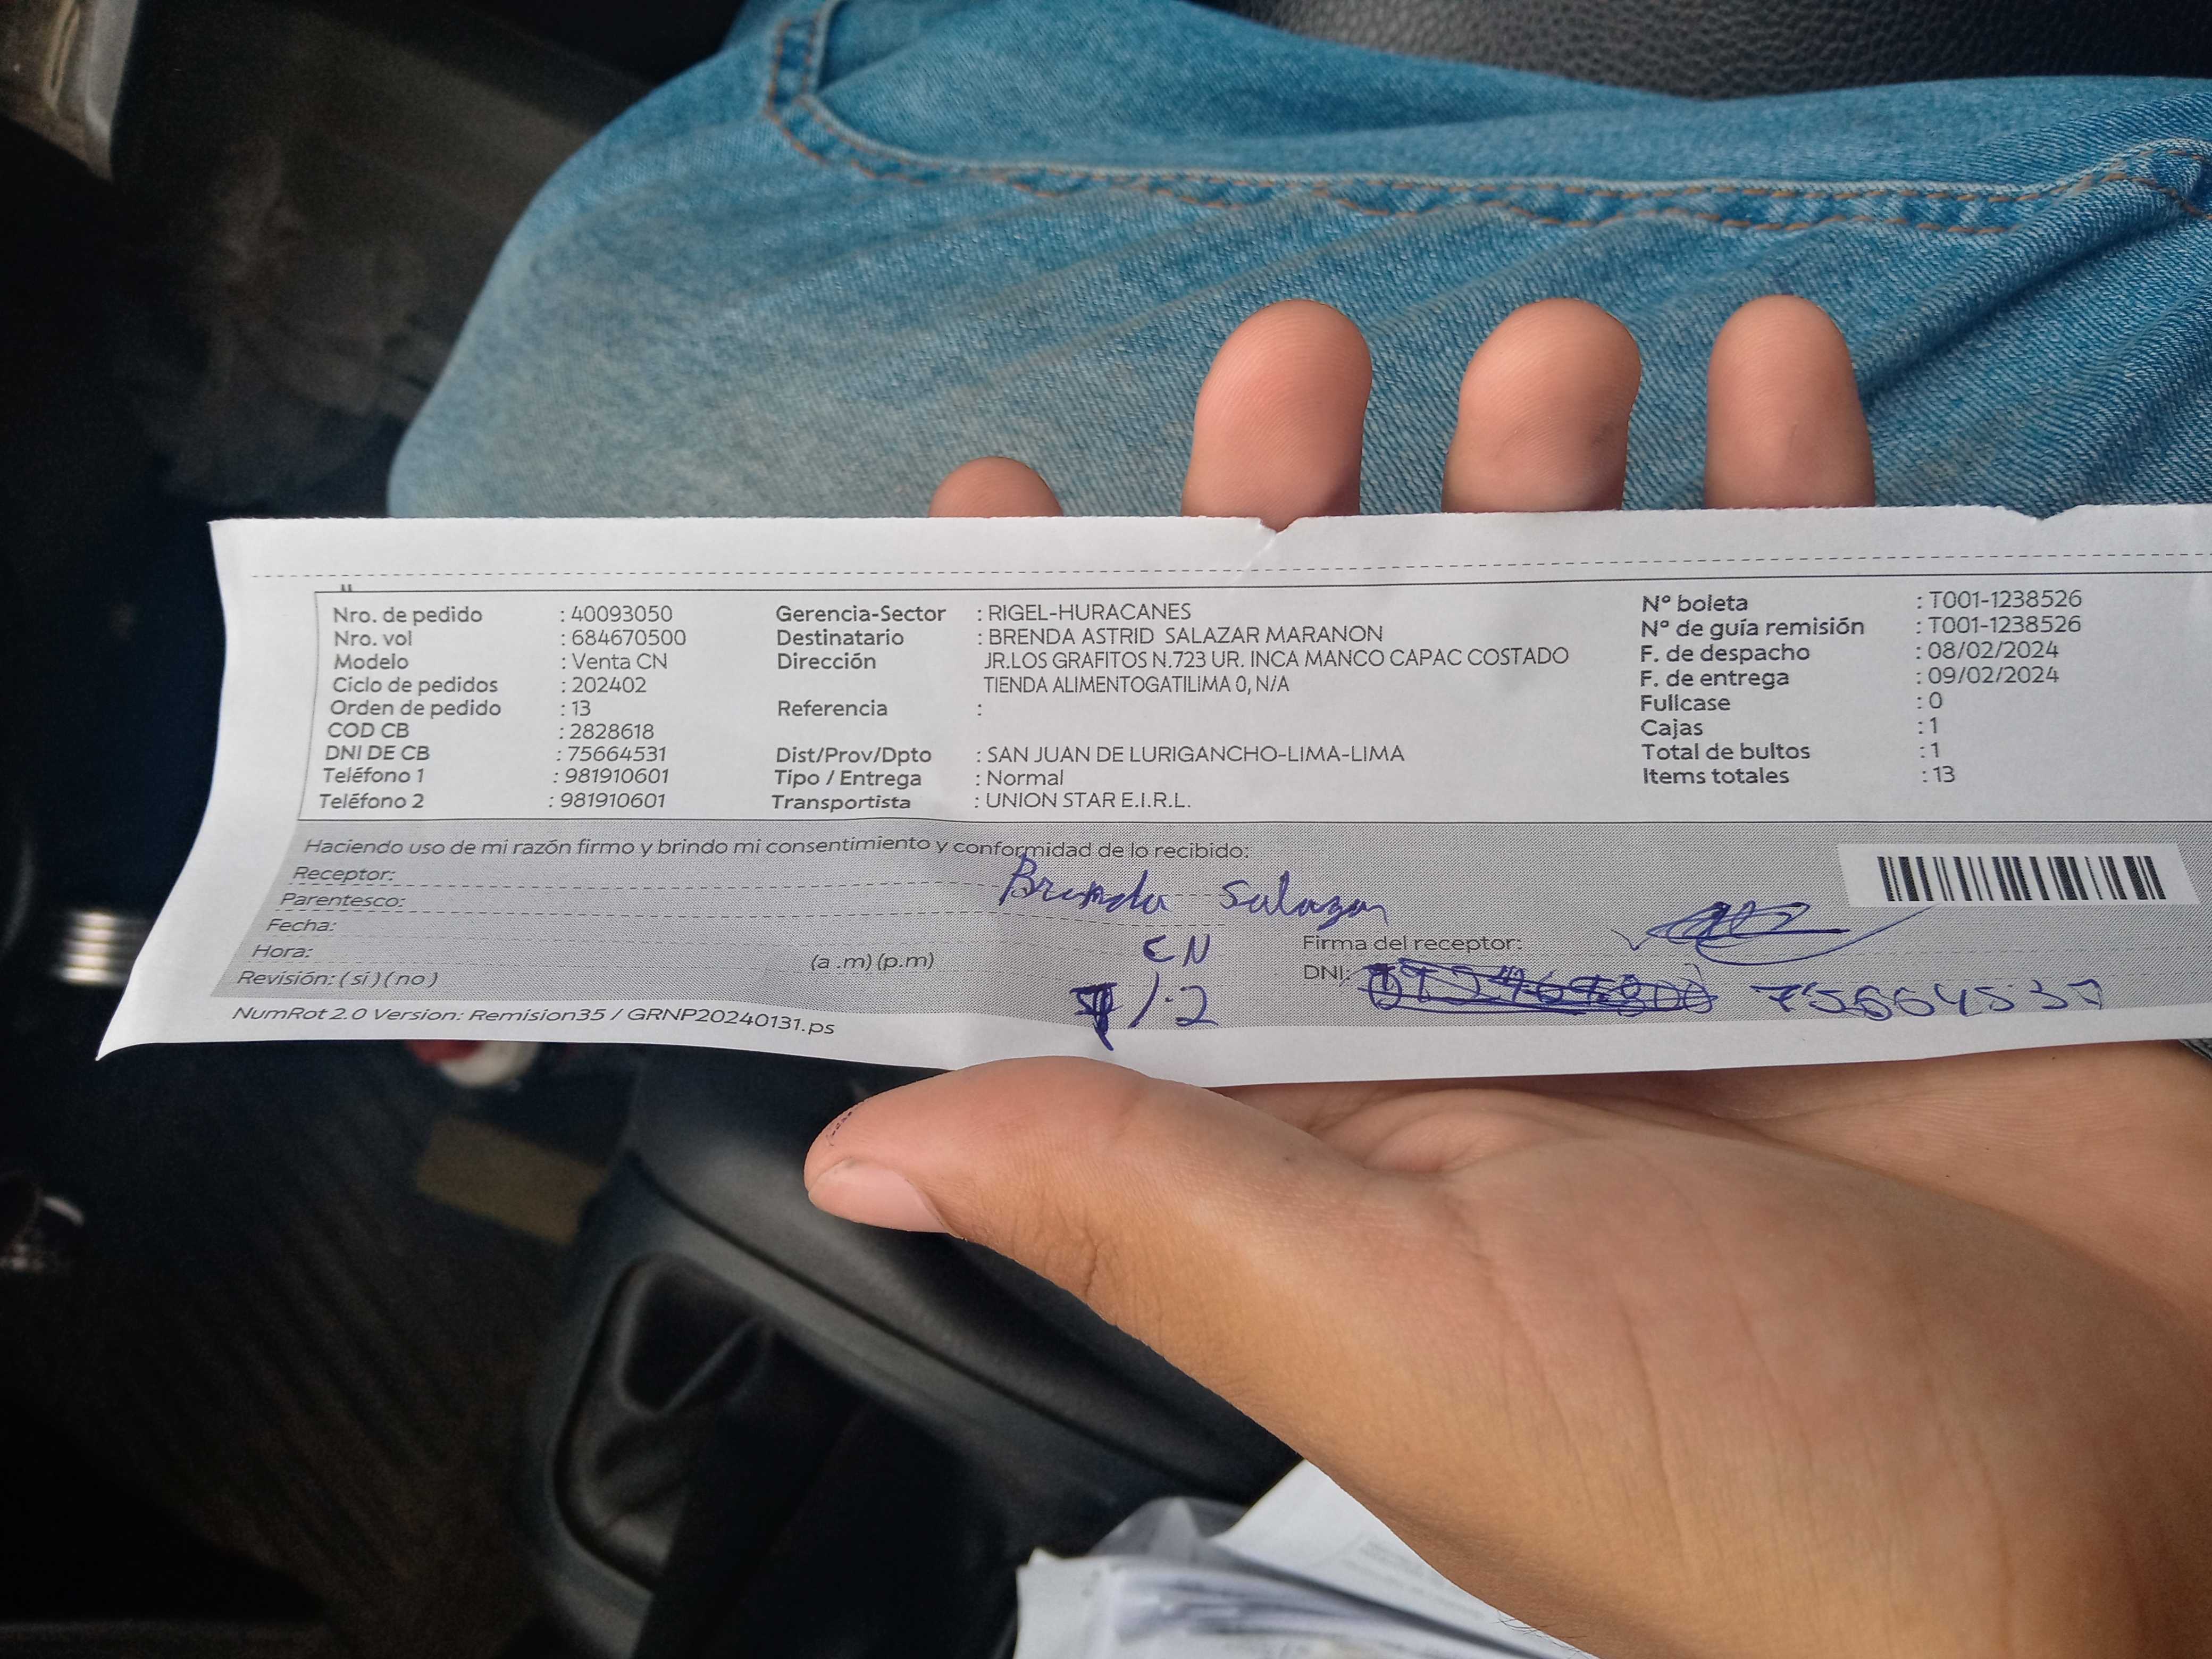 Nro. de pedido : 40093050
Nro. vol : 684670500
Modelo : Venta CN
Ciclo de pedidos : 202402
Orden de pedido : 13
COD CB : 2828618
DNI DE CB : 75664531
Teléfono 1 : 981910601
Teléfono 2 : 981910601
Gerencia-Sector : RIGEL-HURACANES
Destinatario : BRENDA ASTRID SALAZAR MARANON
Dirección JR.LOS GRAFITOS N.723 UR. INCA MANCO CAPAC COSTADO
TIENDA ALIMENTOGATILIMA 0, N/A
Referencia :
Dist/Prov/Dpto : SAN JUAN DE LURIGANCHO-LIMA-LIMA
Tipo / Entrega : Normal
Transportista : UNION STAR E.I.R.L.
N° boleta : T001-1238526
N° de guía remisión : T001-1238526
F. de despacho : 08/02/2024
F. de entrega : 09/02/2024
Fullcase : 0
Cajas : 1
Total de bultos : 1
Items totales : 13
Haciendo uso de mi razón firmo y brindo mi consentimiento y conformidad de lo recibido:
Receptor: Brenda Salazar
Parentesco: CN
Fecha: /.2
Hora: (a .m) (p.m)
Revisión: ( si ) ( no )
Firma del receptor:
DNI:
NumRot 2.0 Version: Remision35 / GRNP20240131.ps